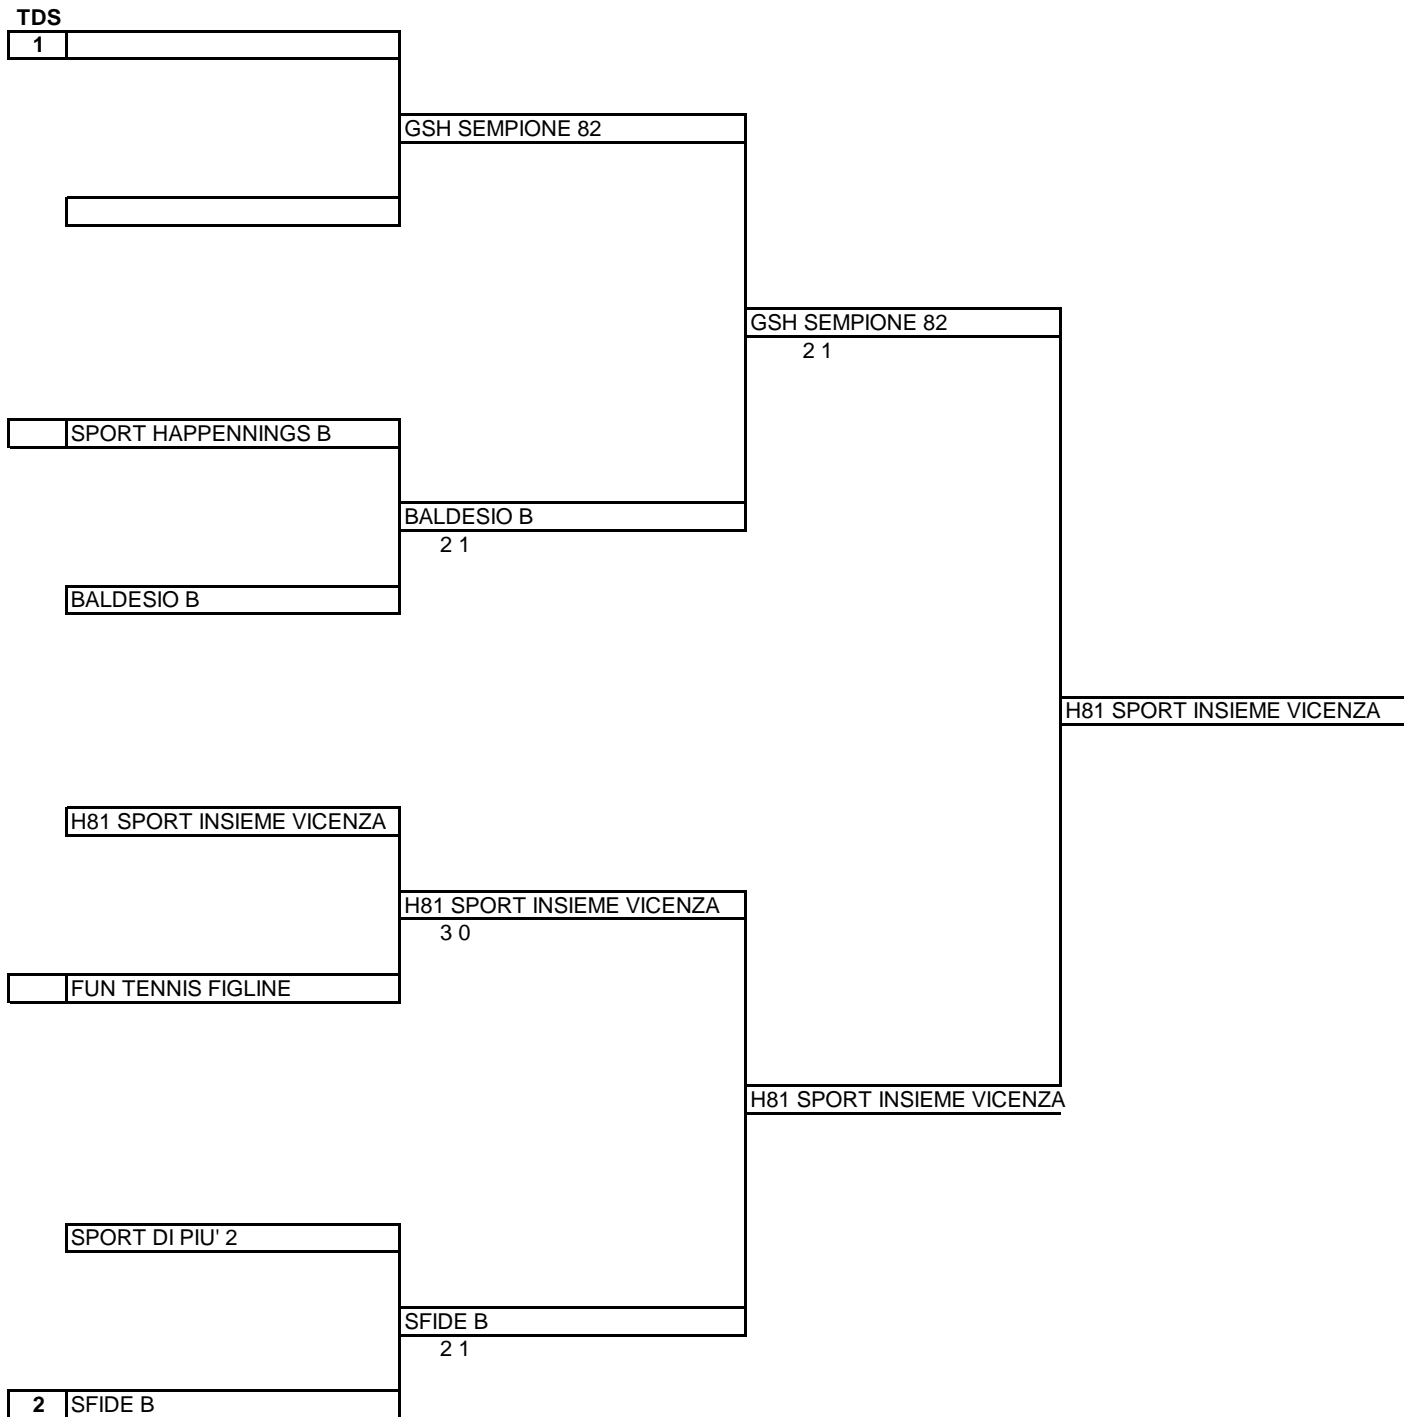 TDS
1
GSH SEMPIONE 82
GSH SEMPIONE 82
2 1
SPORT HAPPENNINGS B
BALDESIO B
2 1
BALDESIO B
H81 SPORT INSIEME VICENZA
H81 SPORT INSIEME VICENZA
H81 SPORT INSIEME VICENZA
3 0
FUN TENNIS FIGLINE
H81 SPORT INSIEME VICENZA
SPORT DI PIU' 2
SFIDE B
2 1
2 SFIDE B